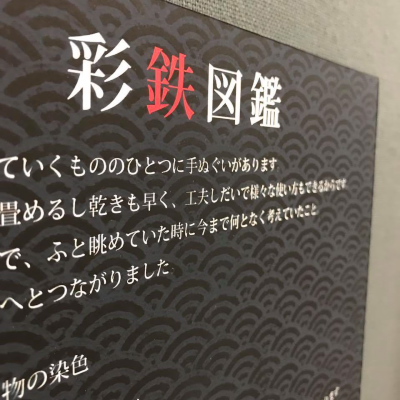 彩鉄図鑑
ていくもののひとつに手ぬぐいがあります
畳めるし乾きも早く、工夫しだいで様々な使い方もできるからです
で、ふと眺めていた時に今まで何となく考えていたこと
へとつながりました
物の染色